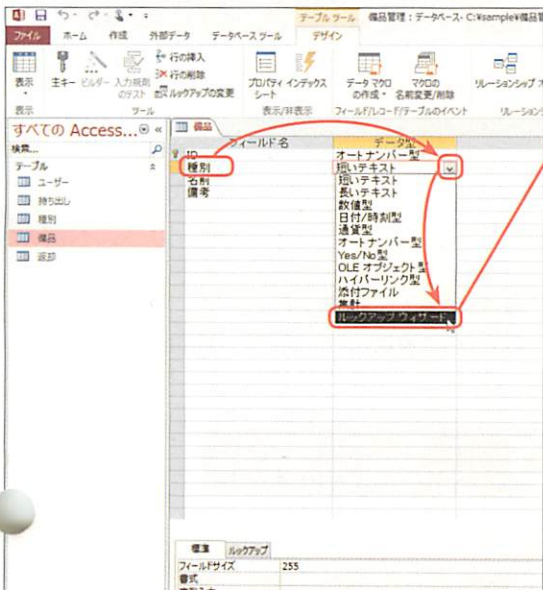 テーブル ツール 備品管理：データベース- C:¥sample¥備品管
ファイル ホーム 作成 外部データ データベース ツール デザイン
表示 主キー ビルダー 入力規則のテスト
行の挿入
行の削除
ルックアップの変更
プロパティシート インデックス
データ マクロの作成・ マクロの名前変更/削除
リレーションシップ
表示 ツール 表示/非表示 フィールド/レコード/テーブルのイベント リレーション
すべての Access... «
検索...
テーブル
ユーザー
持ち出し
種別
備品
返却
備品
フィールド名 データ型
ID オートナンバー型
種別 短いテキスト
名前 短いテキスト
備考 長いテキスト
数値型
日付/時刻型
通貨型
オートナンバー型
Yes/No型
OLE オブジェクト型
ハイパーリンク型
添付ファイル
集計
ルックアップ ウィザード
標準 ルックアップ
フィールドサイズ 255
書式